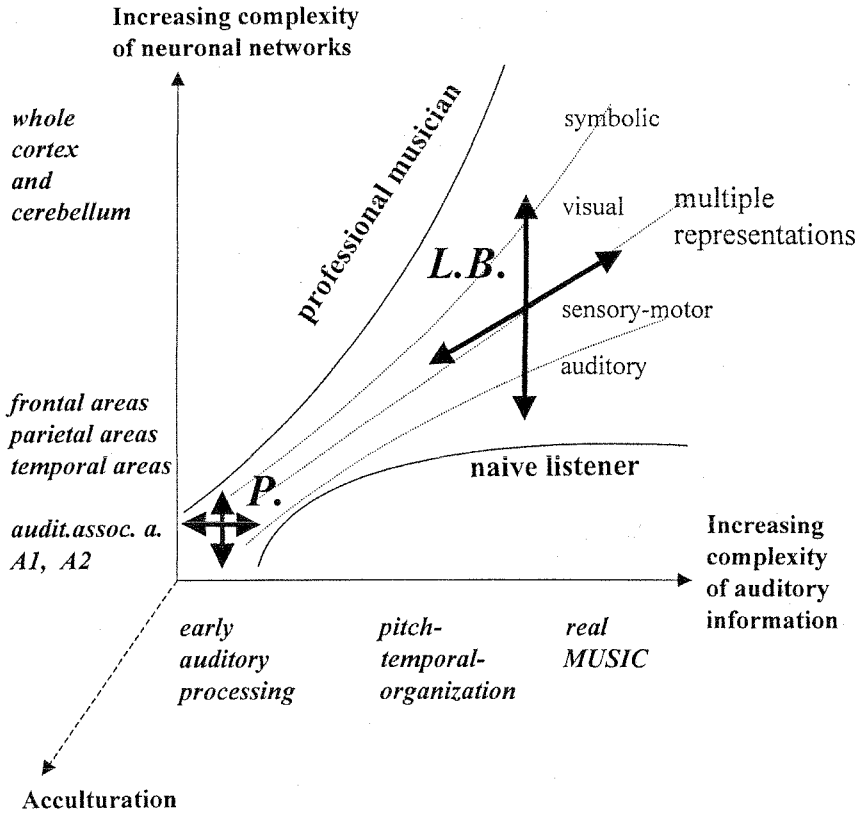 Increasing complexity
of neuronal networks
whole
cortex
and
cerebellum
professional musician
symbolic
visual
multiple
representations
L.B.
sensory-motor
auditory
frontal areas
parietal areas
temporal areas
P.
naive listener
audit.assoc. a.
A1, A2
Increasing
complexity
of auditory
information
early
auditory
processing
pitch-
temporal-
organization
real
MUSIC
Acculturation